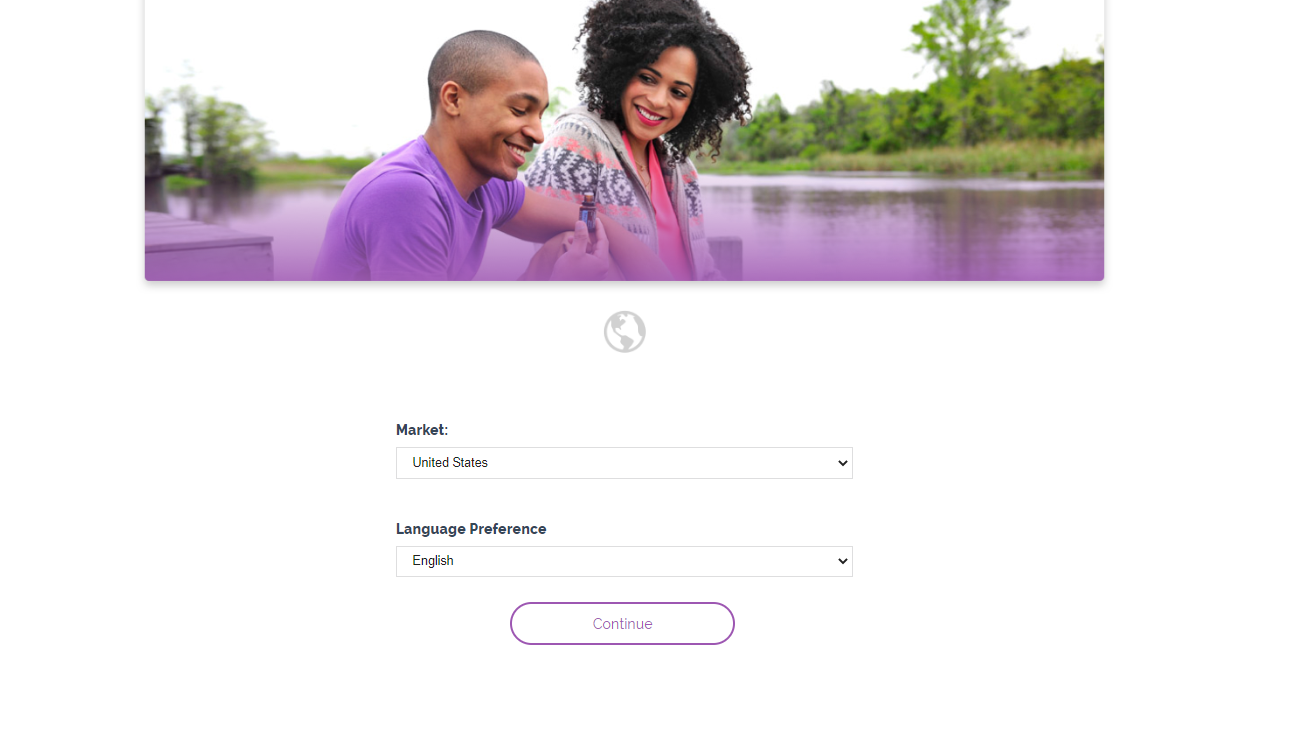 Market:
United States
Language Preference
English
Continue